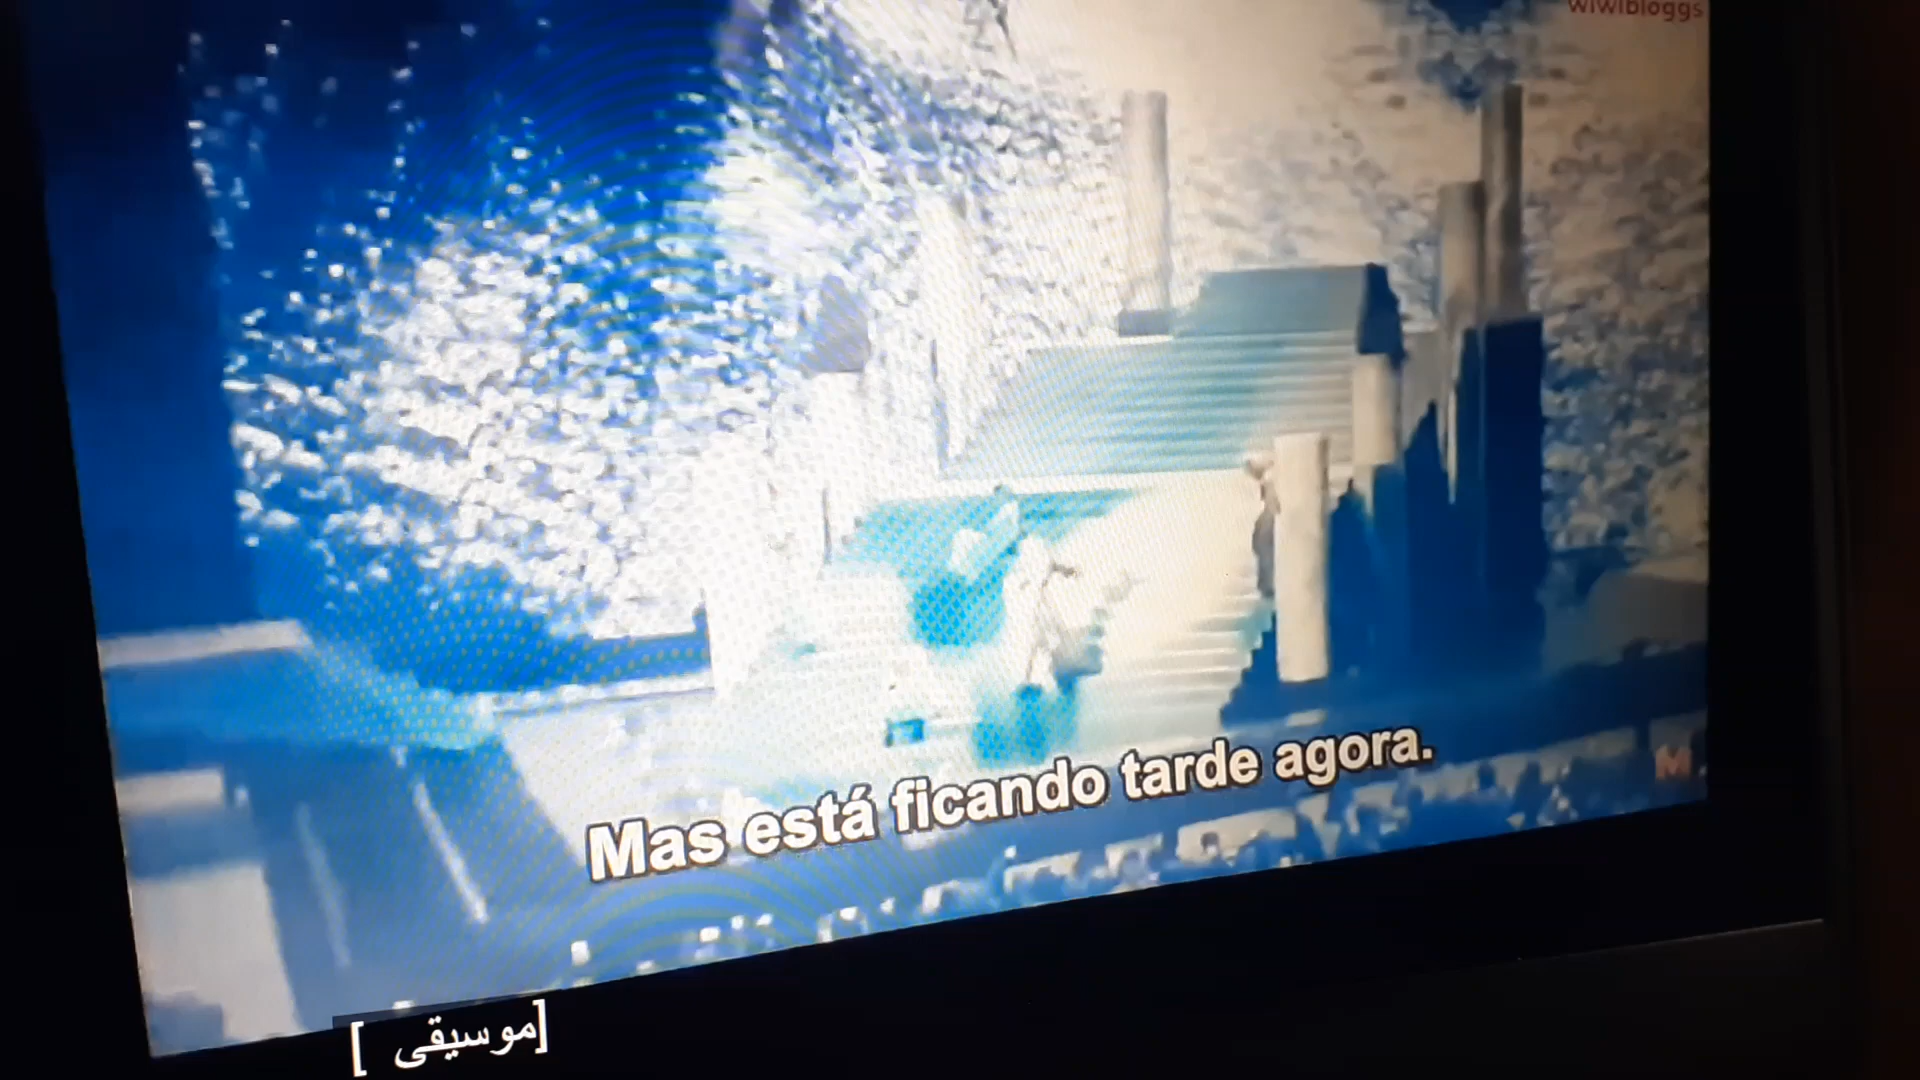 wiwibloggs
Mas está ficando tarde agora.
M
[موسيقى]